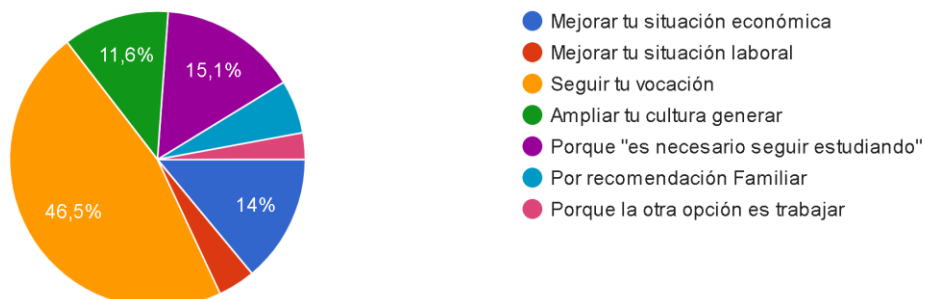 11,6%
15,1%
46,5%
14%
Mejorar tu situación económica
Mejorar tu situación laboral
Seguir tu vocación
Ampliar tu cultura generar
Porque "es necesario seguir estudiando"
Por recomendación Familiar
Porque la otra opción es trabajar